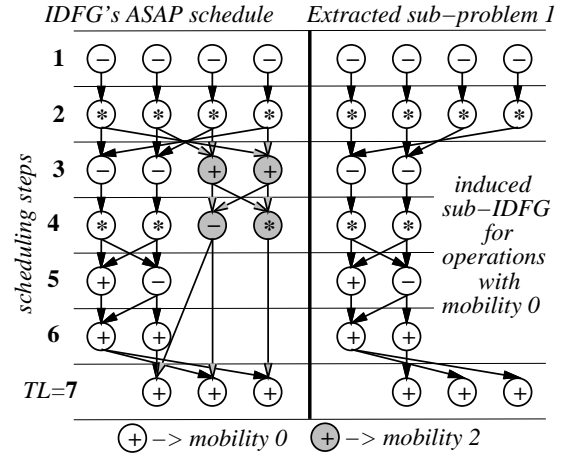 IDFG's ASAP schedule Extracted sub−problem 1
scheduling steps
1 − − − − − − − −
2 * * * * * * * *
3 − − + + − −
4 * * − * * *
5 + − + −
6 + + + +
TL=7 + + + + + +
induced
sub−IDFG
for
operations
with
mobility 0
+ −> mobility 0 + −> mobility 2